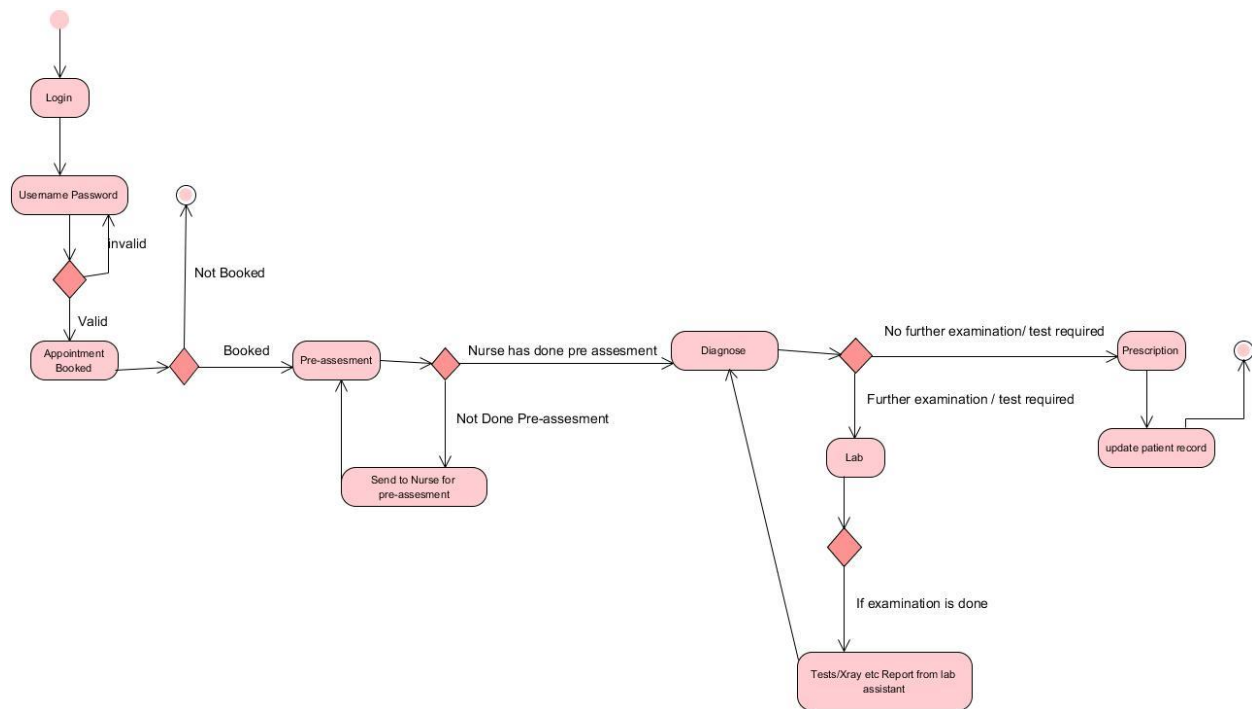 Login
Username Password
invalid
Not Booked
Valid
Appointment
Booked
Booked
Pre-assesment
Nurse has done pre assesment
Not Done Pre-assesment
Send to Nurse for
pre-assesment
Diagnose
No further examination/ test required
Further examination / test required
Prescription
update patient record
Lab
If examination is done
Tests/Xray etc Report from lab
assistant